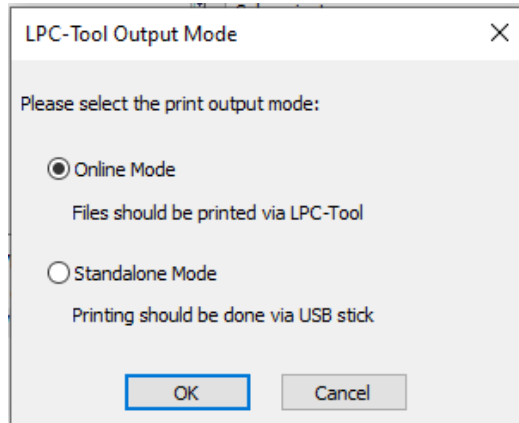 LPC-Tool Output Mode
Please select the print output mode:
Online Mode
Files should be printed via LPC-Tool
Standalone Mode
Printing should be done via USB stick
OK Cancel